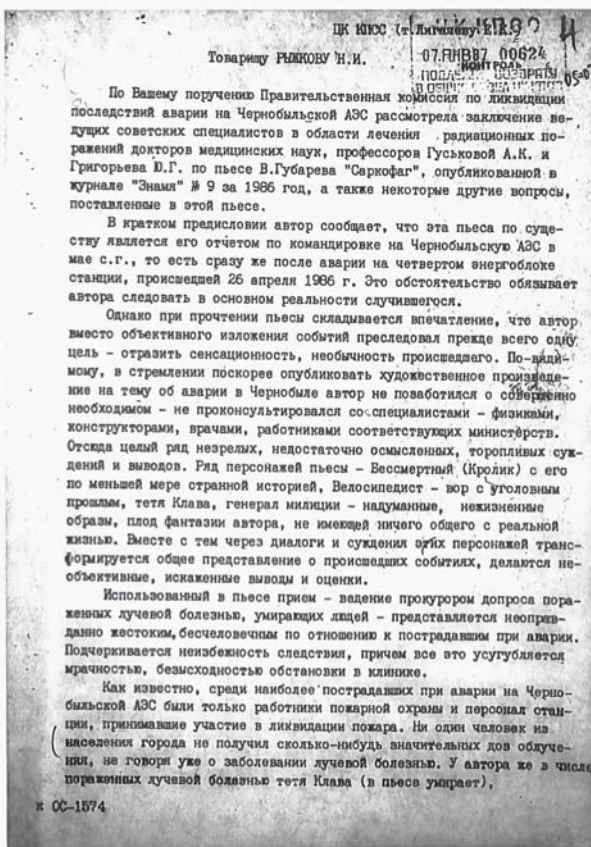 ЦК КПСС (т.Лигачеву Е.К.)
Товарищу РЫЖКОВУ Н.И.
07.ЯНВ87 00624
КОНТРОЛЬ
4
По Вашему поручению Правительственная комиссия по ликвидации
последствий аварии на Чернобыльской АЭС рассмотрела заключение ве-
дущих советских специалистов в области лечения радиационных по-
ражений докторов медицинских наук, профессоров Гуськовой А.К. и
Григорьева Ю.Г. по пьесе В.Губарева "Саркофаг", опубликованной в
журнале "Знамя" № 9 за 1986 год, а также некоторые другие вопросы,
поставленные в этой пьесе.
В кратком предисловии автор сообщает, что эта пьеса по суще-
ству является его отчетом по командировке на Чернобыльскую АЭС в
мае с.г., то есть сразу же после аварии на четвертом энергоблоке
станции, происшедшей 26 апреля 1986 г. Это обстоятельство обязывает
автора следовать в основном реальности случившегося.
Однако при прочтении пьесы складывается впечатление, что автор
вместо объективного изложения событий преследовал прежде всего одну
цель - отразить сенсационность, необычность происшедшего. По-види-
мому, в стремлении поскорее опубликовать художественное произведе-
ние на тему об аварии в Чернобыле автор не позаботился о совершенно
необходимом - не проконсультировался со специалистами - физиками,
конструкторами, врачами, работниками соответствующих министерств.
Отсюда целый ряд незрелых, недостаточно осмысленных, торопливых суж-
дений и выводов. Ряд персонажей пьесы - Бессмертный (Кролик) с его
по меньшей мере странной историей, Велосипедист - вор с уголовным
прошлым, тетя Клава, генерал милиции - надуманные, нежизненные
образы, плод фантазии автора, не имеющей ничего общего с реальной
жизнью. Вместе с тем через диалоги и суждения этих персонажей транс-
формируется общее представление о происшедших событиях, делаются не-
объективные, искаженные выводы и оценки.
Использованный в пьесе прием - ведение прокурором допроса пора-
женных лучевой болезнью, умирающих людей - представляется неоправ-
данно жестоким, бесчеловечным по отношению к пострадавшим при аварии.
Подчеркивается неизбежность следствия, причем все это усугубляется
мрачностью, безысходностью обстановки в клинике.
Как известно, среди наиболее пострадавших при аварии на Черно-
быльской АЭС были только работники пожарной охраны и персонал стан-
ции, принимавшие участие в ликвидации пожара. Ни один человек из
населения города не получил сколько-нибудь значительных доз облуче-
ния, не говоря уже о заболевании лучевой болезнью. У автора же в числе
пораженных лучевой болезнью тетя Клава (в пьесе умирает),
к ОС-1574